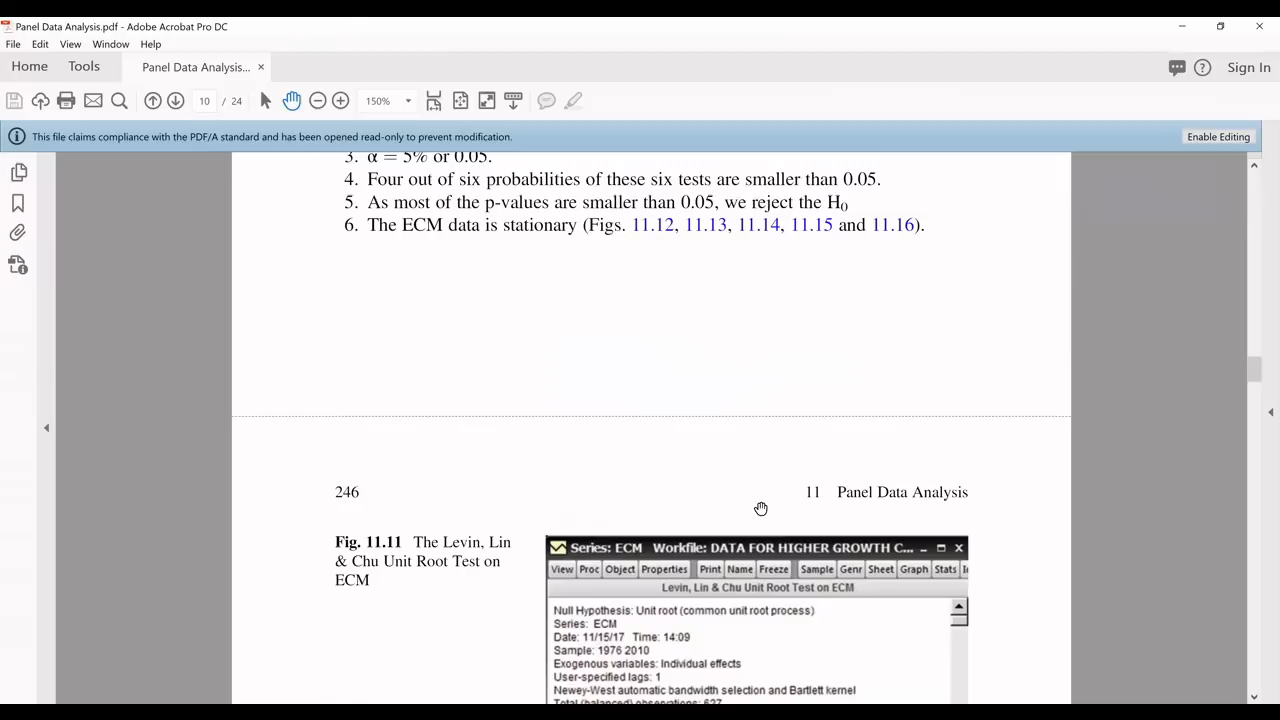 Panel Data Analysis.pdf - Adobe Acrobat Pro DC
File Edit View Window Help
Home Tools Panel Data Analysis... × Sign In
10 / 24 150%
This file claims compliance with the PDF/A standard and has been opened read-only to prevent modification. Enable Editing
3. α = 5% or 0.05.
4. Four out of six probabilities of these six tests are smaller than 0.05.
5. As most of the p-values are smaller than 0.05, we reject the H0
6. The ECM data is stationary (Figs. 11.12, 11.13, 11.14, 11.15 and 11.16).
246 11 Panel Data Analysis
Fig. 11.11 The Levin, Lin
& Chu Unit Root Test on
ECM
Series: ECM Workfile: DATA FOR HIGHER GROWTH C...
View Proc Object Properties Print Name Freeze Sample Genr Sheet Graph Stats
Levin, Lin & Chu Unit Root Test on ECM
Null Hypothesis: Unit root (common unit root process)
Series: ECM
Date: 11/15/17 Time: 14:09
Sample: 1976 2010
Exogenous variables: Individual effects
User-specified lags: 1
Newey-West automatic bandwidth selection and Bartlett kernel
Total (balanced) observations: 627